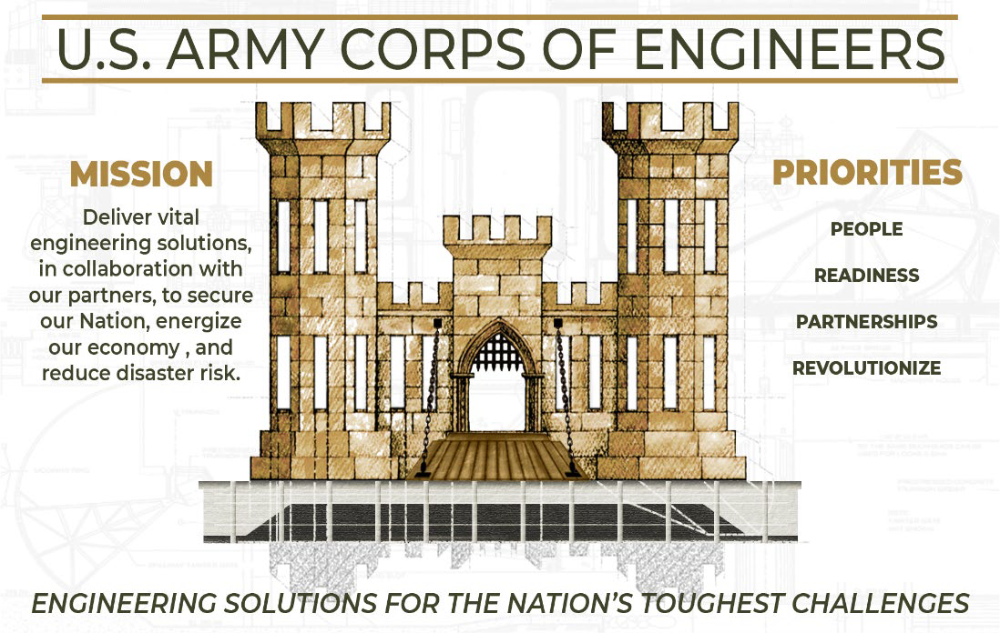 U.S. ARMY CORPS OF ENGINEERS
MISSION
Deliver vital
engineering solutions,
in collaboration with
our partners, to secure
our Nation, energize
our economy , and
reduce disaster risk.
PRIORITIES
PEOPLE
READINESS
PARTNERSHIPS
REVOLUTIONIZE
ENGINEERING SOLUTIONS FOR THE NATION'S TOUGHEST CHALLENGES